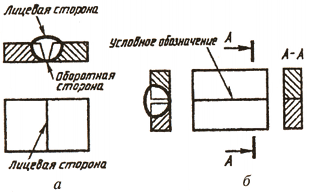 Лицевая сторона
Оборотная
сторона
Лицевая сторона
а
Условное обозначение
А
А
А-А
б